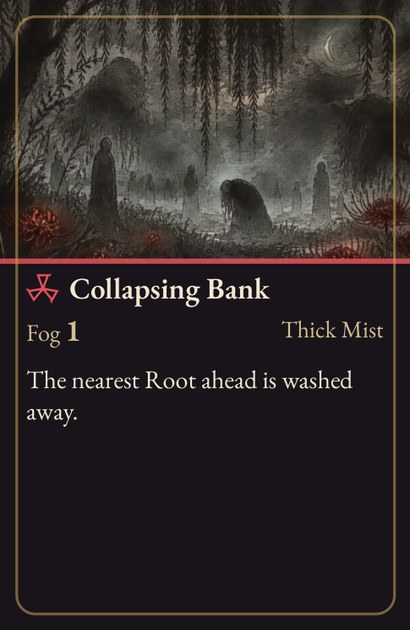 Collapsing Bank
Fog 1
Thick Mist
The nearest Root ahead is washed
away.